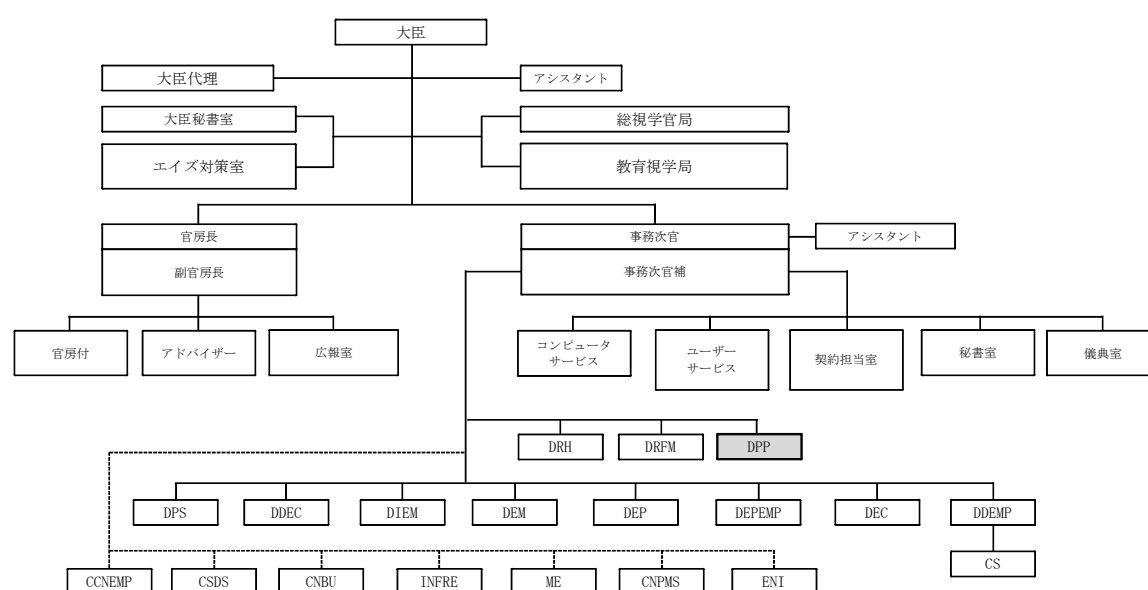 大臣
大臣代理
アシスタント
大臣秘書室
総視学官局
エイズ対策室
教育視学局
官房長
事務次官
アシスタント
副官房長
事務次官補
官房付
アドバイザー
広報室
コンピュータ
サービス
ユーザー
サービス
契約担当室
秘書室
儀典室
DRH
DRFM
DPP
DPS
DDEC
DIEM
DEM
DEP
DEPEMP
DEC
DDEMP
CS
CCNEMP
CSDS
CNBU
INFRE
ME
CNPMS
ENI